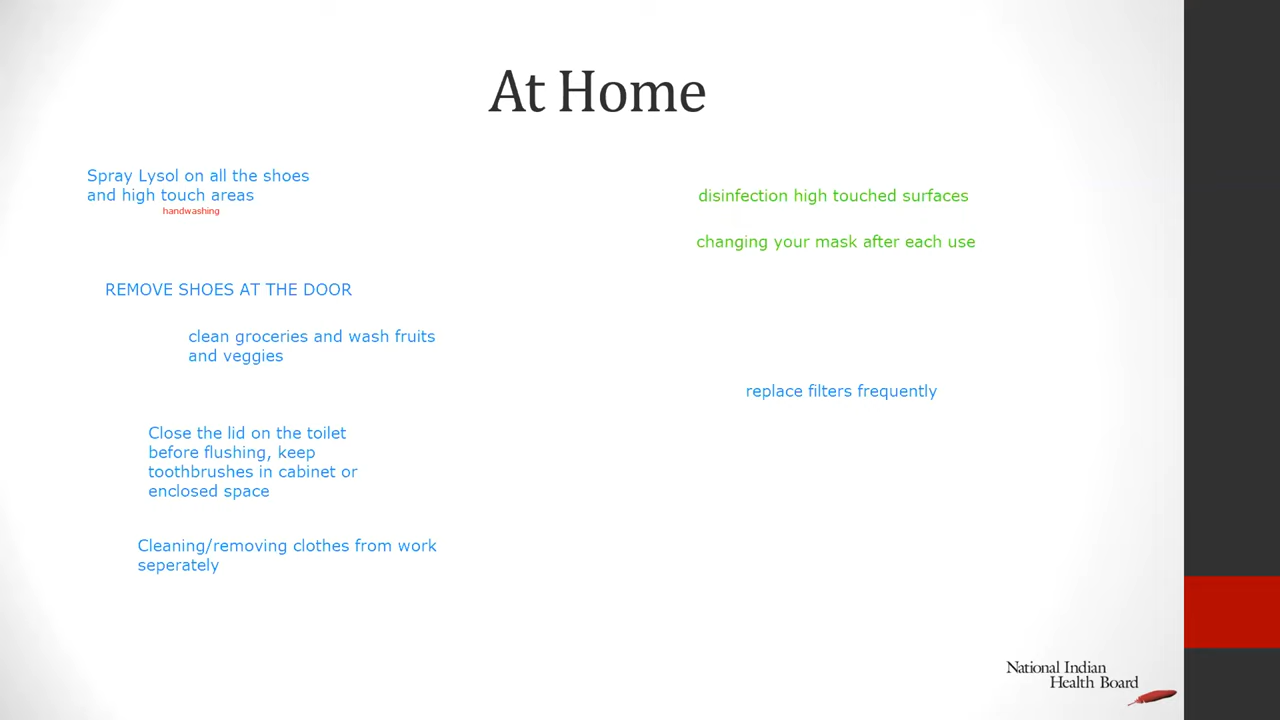 At Home
Spray Lysol on all the shoes
and high touch areas
handwashing
REMOVE SHOES AT THE DOOR
clean groceries and wash fruits
and veggies
Close the lid on the toilet
before flushing, keep
toothbrushes in cabinet or
enclosed space
Cleaning/removing clothes from work
seperately
disinfection high touched surfaces
changing your mask after each use
replace filters frequently
National Indian
Health Board